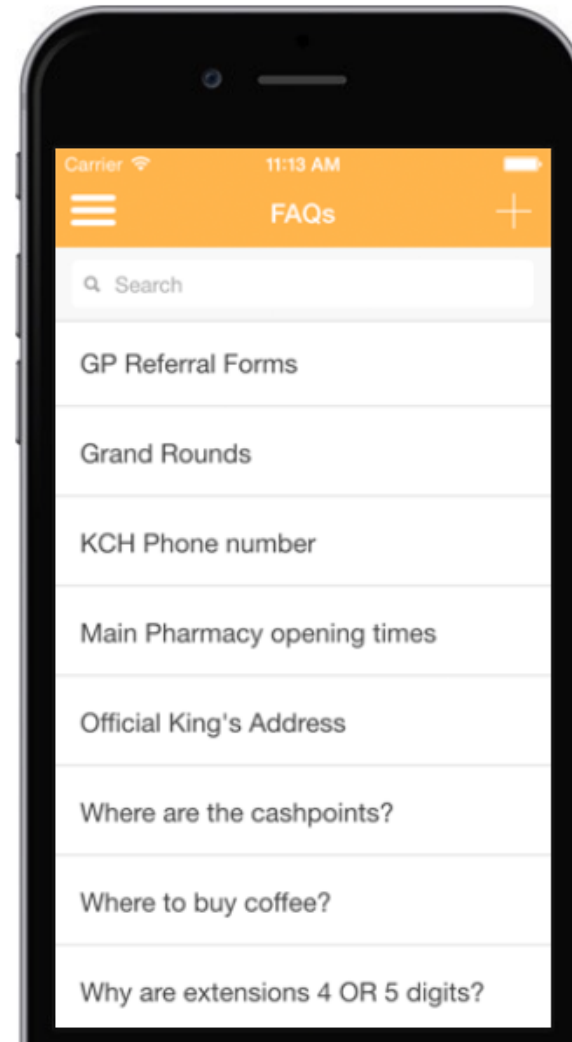 Carrier 11:13 AM
FAQs
Search
GP Referral Forms
Grand Rounds
KCH Phone number
Main Pharmacy opening times
Official King's Address
Where are the cashpoints?
Where to buy coffee?
Why are extensions 4 OR 5 digits?